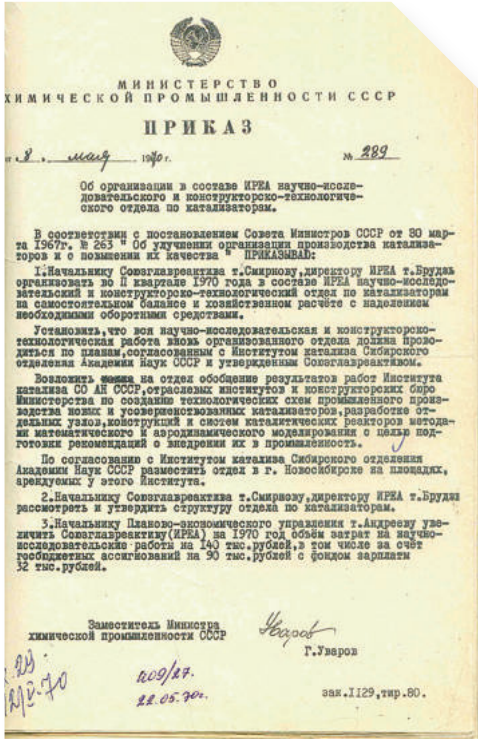 МИНИСТЕРСТВО
ХИМИЧЕСКОЙ ПРОМЫШЛЕННОСТИ СССР
ПРИКАЗ
от „8„ мая 1970г. № 289
Об организации в составе ИРЕА научно-иссле-
довательского и конструкторско-технологиче-
ского отдела по катализаторам.
В соответствии с постановлением Совета Министров СССР от 30 мар-
та 1967г. № 263 " Об улучшении организации производства катализа-
торов и о повышении их качества " ПРИКАЗЫВАЮ:
1.Начальнику Союзглавреактива т.Смирнову,директору ИРЕА т.Брудзь
организовать во II квартале 1970 года в составе ИРЕА научно-исследо-
вательский и конструкторско-технологический отдел по катализаторам
на самостоятельном балансе и хозяйственном расчёте с наделением
необходимыми оборотными средствами.
Установить,что вся научно-исследовательская и конструкторско-
технологическая работа вновь организованного отдела должна прово-
диться по планам,согласованным с Институтом катализа Сибирского
отделения Академии Наук СССР и утвержденным Союзглавреактивом.
Возложить на отдел обобщение результатов работ Института
катализа СО АН СССР,отраслевых институтов и конструкторских бюро
Министерства по созданию технологических схем промышленного произ-
водства новых и усовершенствованных катализаторов,разработке от-
дельных узлов,конструкций и систем каталитических реакторов метода-
ми математического и аэродинамического моделирования с целью под-
готовки рекомендаций о внедрении их в промышленность.
По согласованию с Институтом катализа Сибирского отделения
Академии Наук СССР разместить отдел в г. Новосибирске на площадях,
арендуемых у этого Института.
2.Начальнику Союзглавреактива т.Смирнову,директору ИРЕА т.Брудзь
рассмотреть и утвердить структуру отдела по катализаторам.
3.Начальнику Планово-экономического управления т.Андрееву уве-
личить Союзглавреактиву(ИРЕА) на 1970 год объём затрат на научно-
исследовательские работы на 140 тыс.рублей,в том числе за счёт
госбюджетных ассигнований на 90 тыс.рублей с фондом зарплаты
32 тыс.рублей.
Заместитель Министра
химической промышленности СССР
Уваров
Г.Уваров
409/27.
22.05.70г.
зак.1129,тир.80.